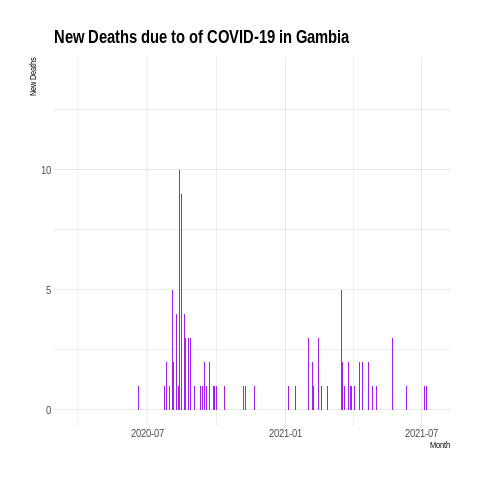 New Deaths due to of COVID-19 in Gambia
New Deaths
10
5
0
2020-07
2021-01
2021-07
Month